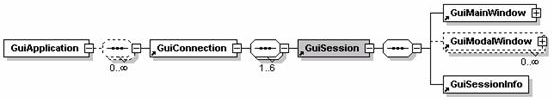 GuiMainWindow
GuiApplication
GuiConnection
GuiSession
GuiModalWindow
0..∞
1..6
0..∞
GuiSessionInfo